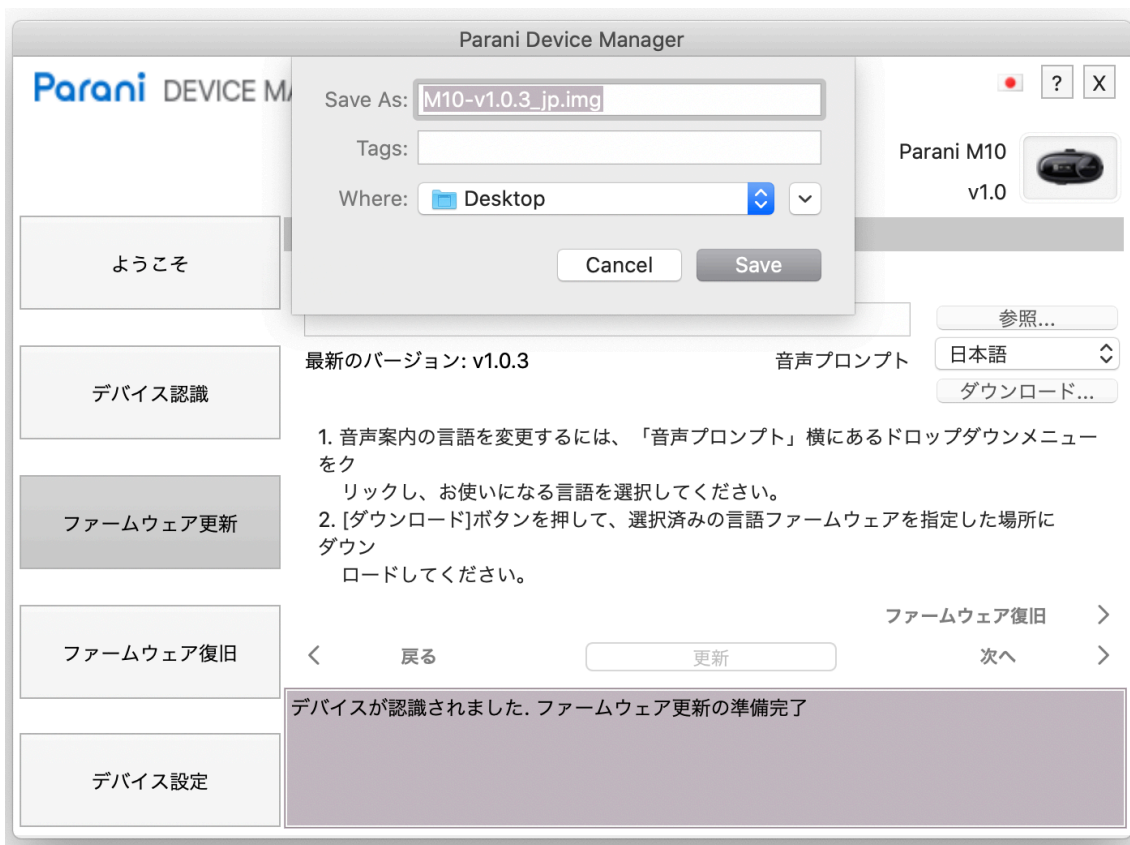 Parani Device Manager
Parani DEVICE MA
? X
Save As: M10-v1.0.3_jp.img
Tags:
Where: Desktop
Cancel Save
Parani M10
v1.0
ようこそ
参照...
最新のバージョン: v1.0.3 音声プロンプト 日本語
デバイス認識
ダウンロード...
1. 音声案内の言語を変更するには、「音声プロンプト」横にあるドロップダウンメニュー
をク
リックし、お使いになる言語を選択してください。
2. [ダウンロード]ボタンを押して、選択済みの言語ファームウェアを指定した場所に
ダウン
ロードしてください。
ファームウェア更新
ファームウェア復旧 >
ファームウェア復旧
< 戻る 更新 次へ >
デバイスが認識されました. ファームウェア更新の準備完了
デバイス設定